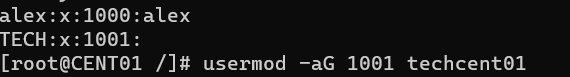 alex:x:1000:alex
TECH:x:1001:
[root@CENT01 /]# usermod -aG 1001 techcent01